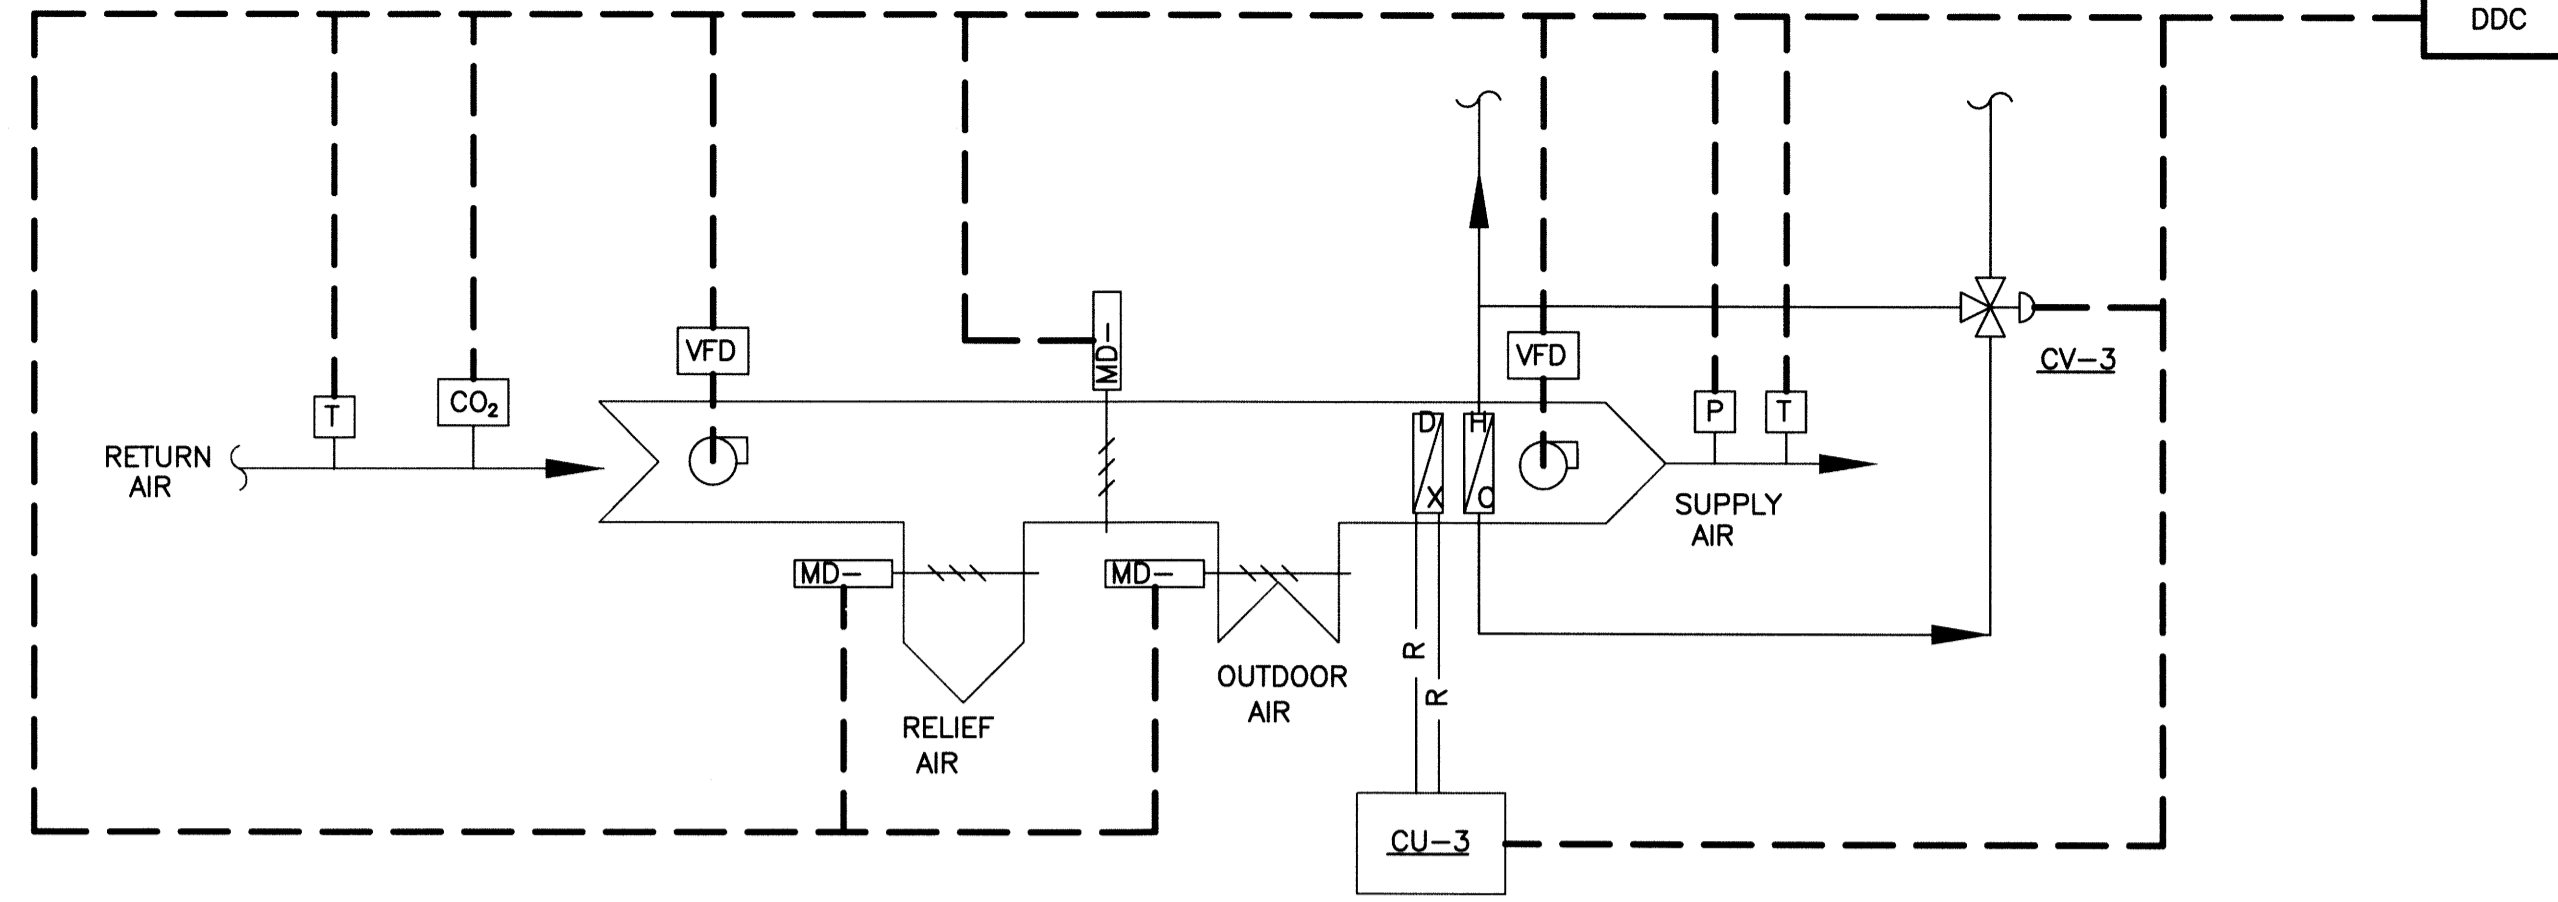 DDC
MD-
VFD
VFD
CV-3
T
CO₂
P
T
D
X
H
C
RETURN
AIR
SUPPLY
AIR
MD-
MD-
R
R
OUTDOOR
AIR
RELIEF
AIR
CU-3